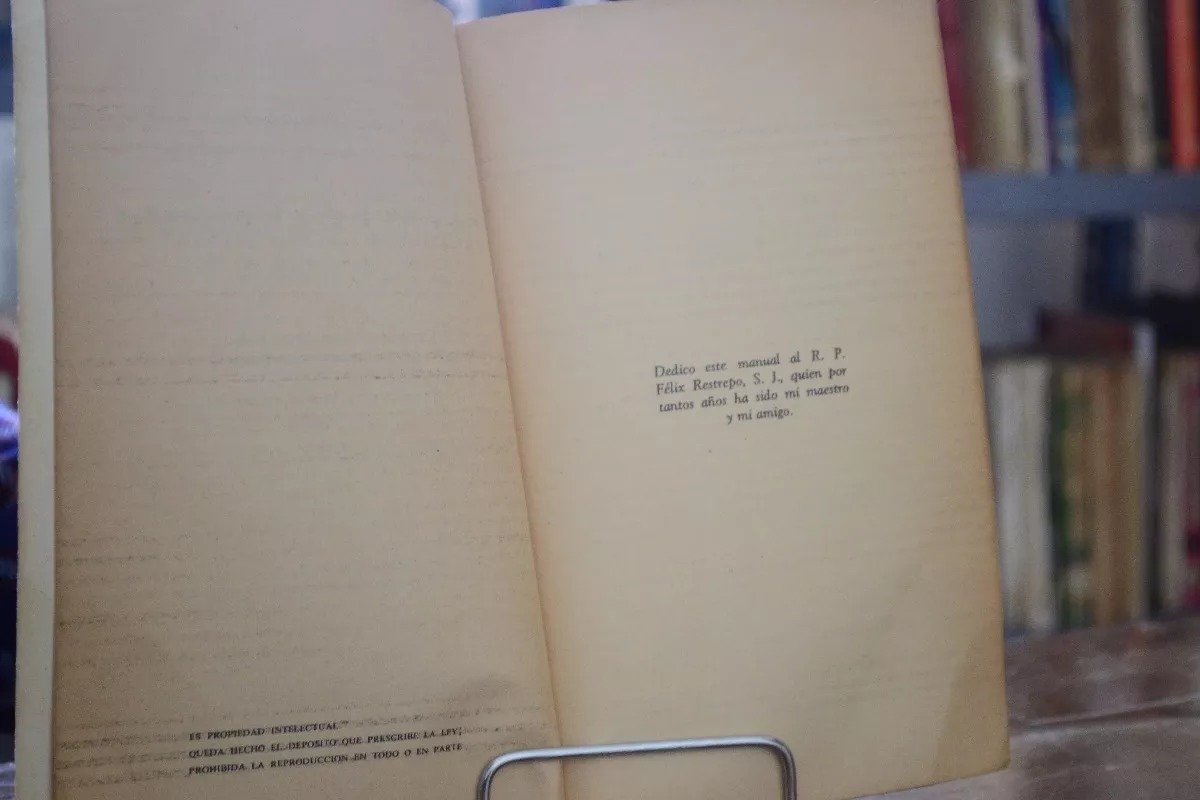 ES PROPIEDAD INTELECTUAL
QUEDA HECHO EL DEPOSITO QUE PRESCRIBE LA LEY;
PROHIBIDA LA REPRODUCCION EN TODO O EN PARTE
Dedico este manual al R. P.
Félix Restrepo, S. J., quien por
tantos años ha sido mi maestro
y mi amigo.